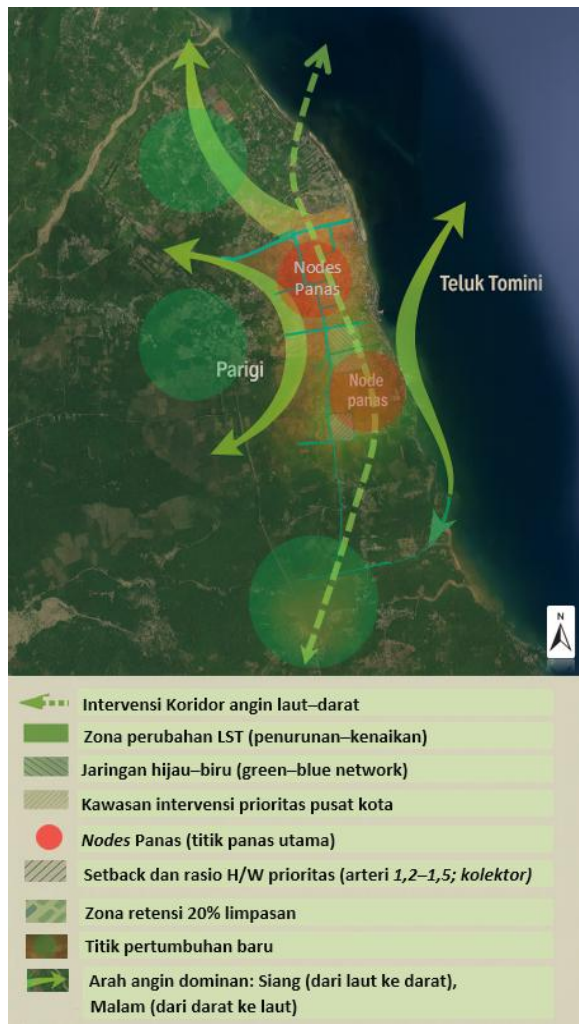 Nodes
Panas
Teluk Tomini
Parigi
Node
panas
N
Intervensi Koridor angin laut–darat
Zona perubahan LST (penurunan–kenaikan)
Jaringan hijau–biru (green–blue network)
Kawasan intervensi prioritas pusat kota
Nodes Panas (titik panas utama)
Setback dan rasio H/W prioritas (arteri 1,2–1,5; kolektor)
Zona retensi 20% limpasan
Titik pertumbuhan baru
Arah angin dominan: Siang (dari laut ke darat),
Malam (dari darat ke laut)